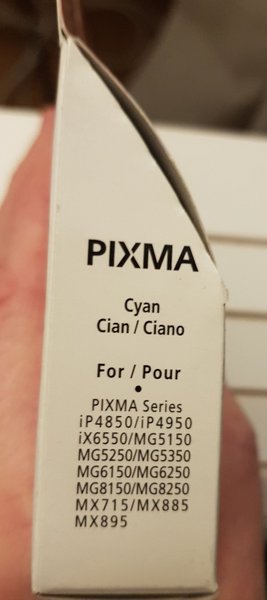 PIXMA
Cyan
Cian / Ciano
For / Pour
•
PIXMA Series
iP4850/iP4950
iX6550/MG5150
MG5250/MG5350
MG6150/MG6250
MG8150/MG8250
MX715/MX885
MX895